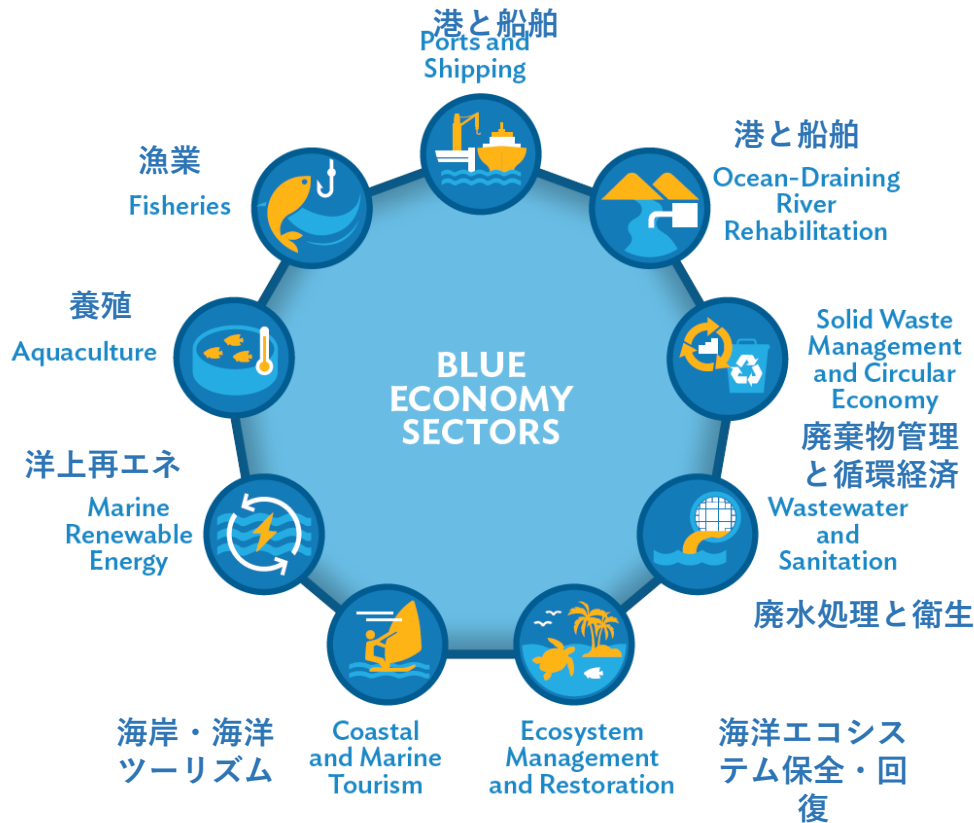 港と船舶
Ports and
Shipping
港と船舶
Ocean-Draining
River
Rehabilitation
漁業
Fisheries
養殖
Aquaculture
Solid Waste
Management
and Circular
Economy
廃棄物管理
と循環経済
BLUE
ECONOMY
SECTORS
洋上再エネ
Marine
Renewable
Energy
Wastewater
and
Sanitation
廃水処理と衛生
海岸・海洋
ツーリズム
Coastal
and Marine
Tourism
Ecosystem
Management
and Restoration
海洋エコシス
テム保全・回
復